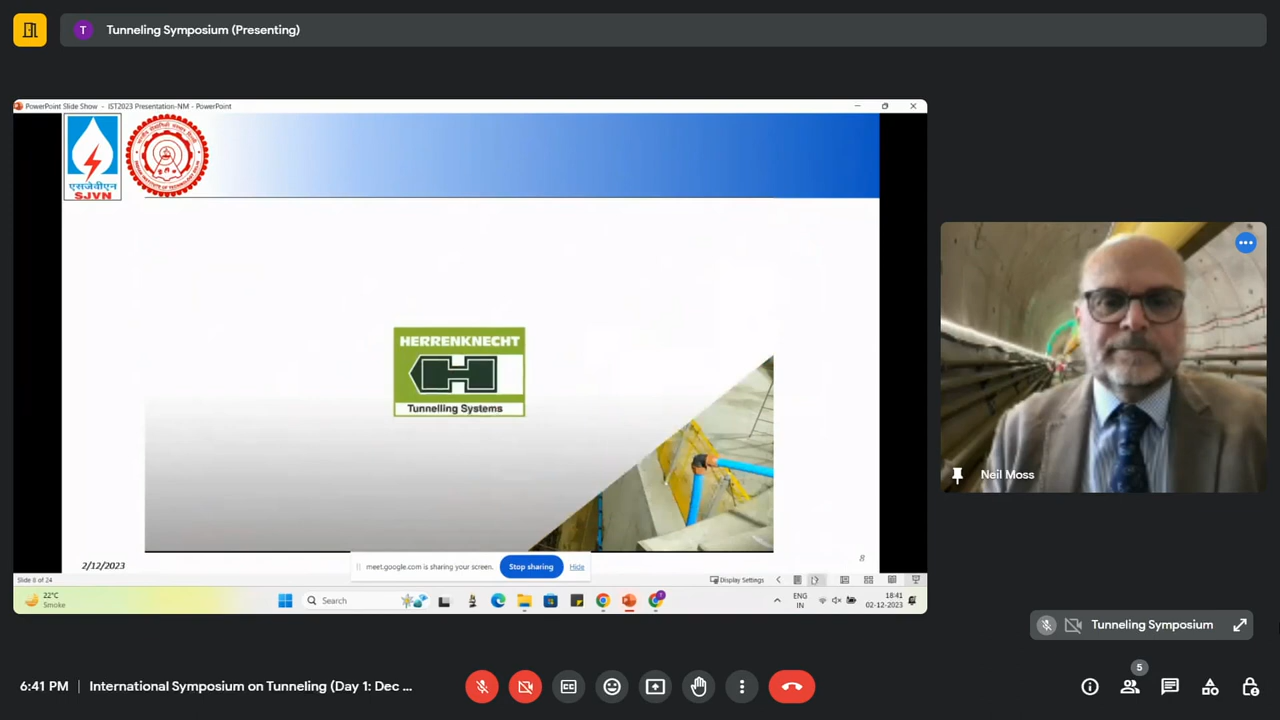 T Tunneling Symposium (Presenting)
PowerPoint Slide Show - IST2023 Presentation-NM - PowerPoint
एसजेवीएन
SJVN
HERRENKNECHT
H
Tunnelling Systems
Neil Moss
2/12/2023
8
meet.google.com is sharing your screen.
Stop sharing
Hide
Slide 8 of 24
Display Settings
22°C
Smoke
Search
ENG
IN
18:41
02-12-2023
Tunneling Symposium
5
6:41 PM | International Symposium on Tunneling (Day 1: Dec ...